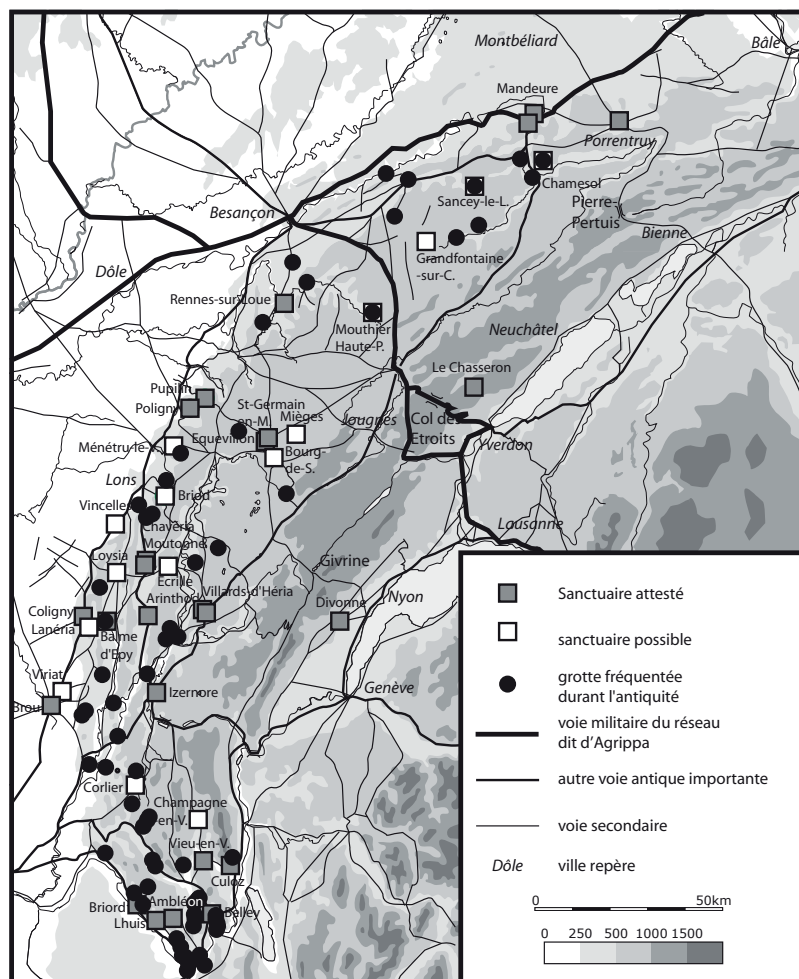 Montbéliard
Bâle
Mandeure
Porrentruy
Chamesol
Sancey-le-L.
Pierre-
Pertuis
Besançon
Bienne
Grandfontaine
-sur-C.
Dôle
Rennes-sur-Loue
Mouthier
Haute-P.
Neuchâtel
Le Chasseron
Pupillin
Poligny
St-Germain
en-M.
Mièges
Jougnes
Col des
Etroits
Ménétru-le-
Equevillon
Bourg-
de-S.
Yverdon
Lons
Briod
Vincelles
Lausanne
Chavéria
Moutonne
Givrine
Loysia
Ecrille
Arinthod
Villards-d'Héria
Divonne
Nyon
Coligny
Lanéria
Balme
d'Epy
Viriat
Brou
Izernore
Genève
Corlier
Champagne
-en-V.
Vieu-en-V.
Culoz
Briord
Ambléon
Belley
Lhuis
Sanctuaire attesté
sanctuaire possible
grotte fréquentée
durant l'antiquité
voie militaire du réseau
dit d'Agrippa
autre voie antique importante
voie secondaire
Dôle
ville repère
0 50km
0 250 500 1000 1500